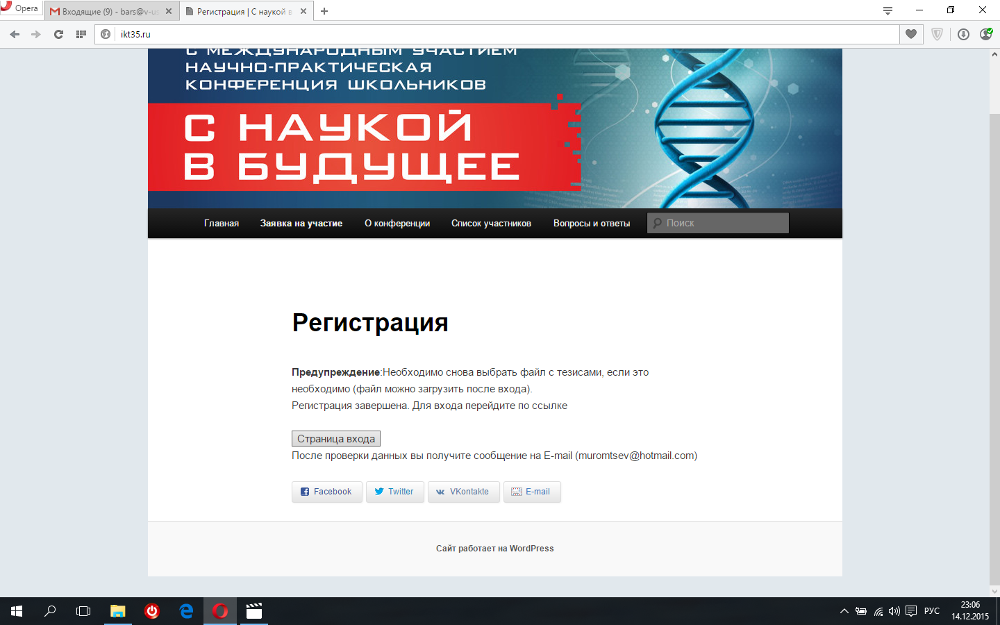 Opera
Входящие (9) - bars@v-us
Регистрация | С наукой в
ikt35.ru
С МЕЖДУНАРОДНЫМ УЧАСТИЕМ
НАУЧНО-ПРАКТИЧЕСКАЯ
КОНФЕРЕНЦИЯ ШКОЛЬНИКОВ
С НАУКОЙ
В БУДУЩЕЕ
Главная Заявка на участие О конференции Список участников Вопросы и ответы Поиск
Регистрация
Предупреждение:Необходимо снова выбрать файл с тезисами, если это
необходимо (файл можно загрузить после входа).
Регистрация завершена. Для входа перейдите по ссылке
Страница входа
После проверки данных вы получите сообщение на E-mail (muromtsev@hotmail.com)
Facebook Twitter VKontakte E-mail
Сайт работает на WordPress
РУС
23:06
14.12.2015